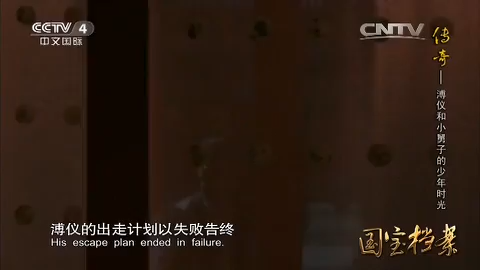 CCTV 4
中文国际
CNTV
传奇
——溥仪和小舅子的少年时光
溥仪的出走计划以失败告终
His escape plan ended in failure.
国宝档案